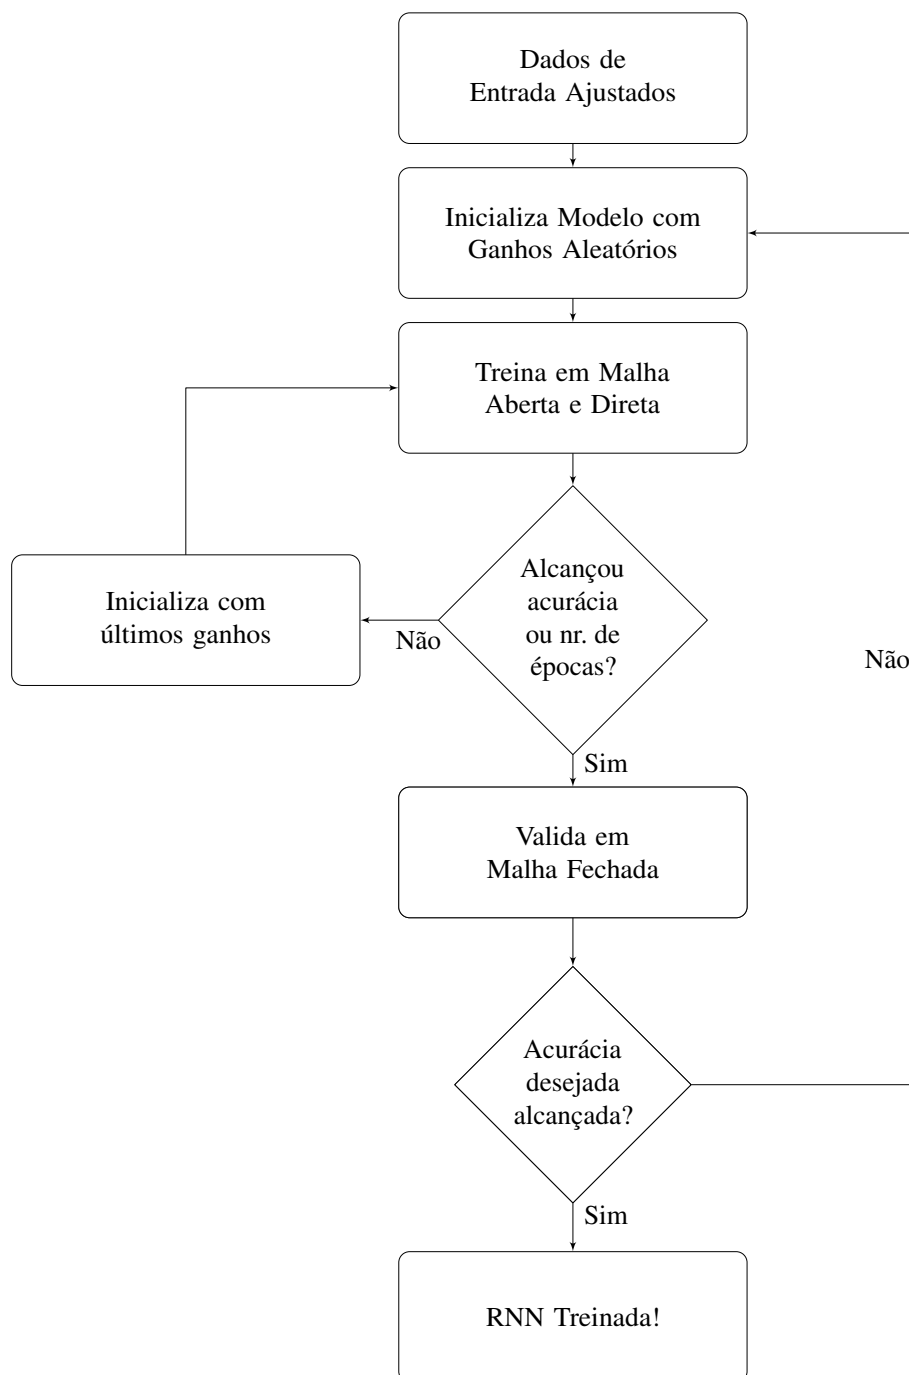 Dados de
Entrada Ajustados
Inicializa Modelo com
Ganhos Aleatórios
Treina em Malha
Aberta e Direta
Alcançou
acurácia
ou nr. de
épocas?
Inicializa com
últimos ganhos
Não
Não
Sim
Valida em
Malha Fechada
Acurácia
desejada
alcançada?
Sim
RNN Treinada!